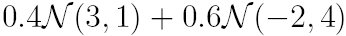 0.4𝒩(3, 1) + 0.6𝒩(−2, 4)